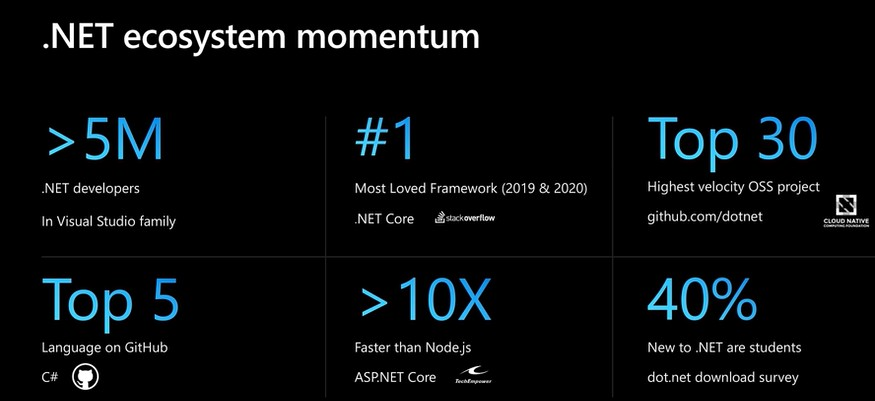 .NET ecosystem momentum
>5M
.NET developers
In Visual Studio family
#1
Most Loved Framework (2019 & 2020)
.NET Core stackoverflow
Top 30
Highest velocity OSS project
github.com/dotnet
CLOUD NATIVE
COMPUTING FOUNDATION
Top 5
Language on GitHub
C#
>10X
Faster than Node.js
ASP.NET Core TechEmpower
40%
New to .NET are students
dot.net download survey